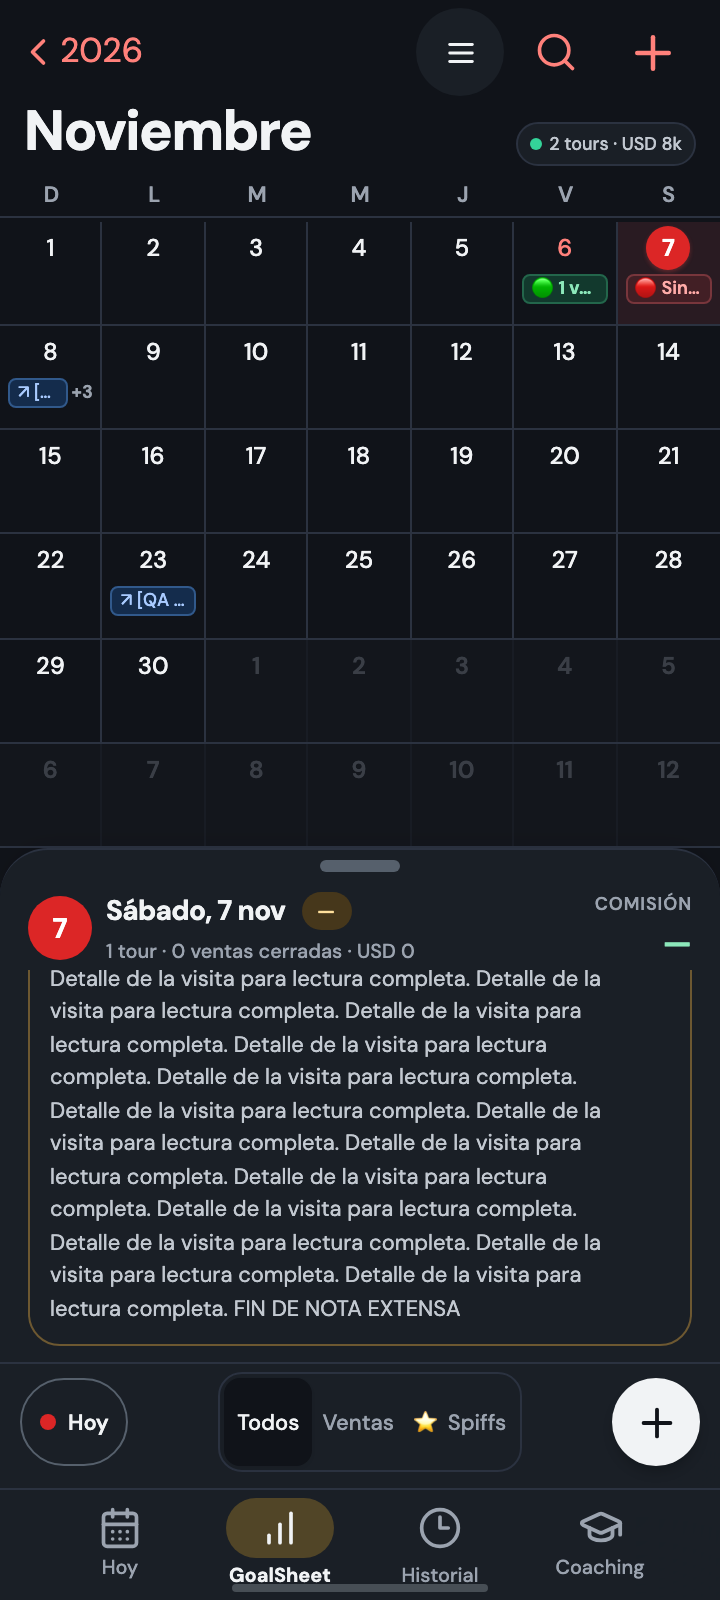 2026
Noviembre
2 tours · USD 8k
D L M M J V S
1 2 3 4 5 6 7
1 v... Sin...
8 9 10 11 12 13 14
[... +3
15 16 17 18 19 20 21
22 23 24 25 26 27 28
[QA ...
29 30 1 2 3 4 5
6 7 8 9 10 11 12
7 Sábado, 7 nov — COMISIÓN
1 tour · 0 ventas cerradas · USD 0 —
Detalle de la visita para lectura completa. Detalle de la
visita para lectura completa. Detalle de la visita para
lectura completa. Detalle de la visita para lectura
completa. Detalle de la visita para lectura completa.
Detalle de la visita para lectura completa. Detalle de la
visita para lectura completa. Detalle de la visita para
lectura completa. Detalle de la visita para lectura
completa. Detalle de la visita para lectura completa.
Detalle de la visita para lectura completa. Detalle de la
visita para lectura completa. Detalle de la visita para
lectura completa. FIN DE NOTA EXTENSA
Hoy Todos Ventas ⭐ Spiffs +
Hoy GoalSheet Historial Coaching